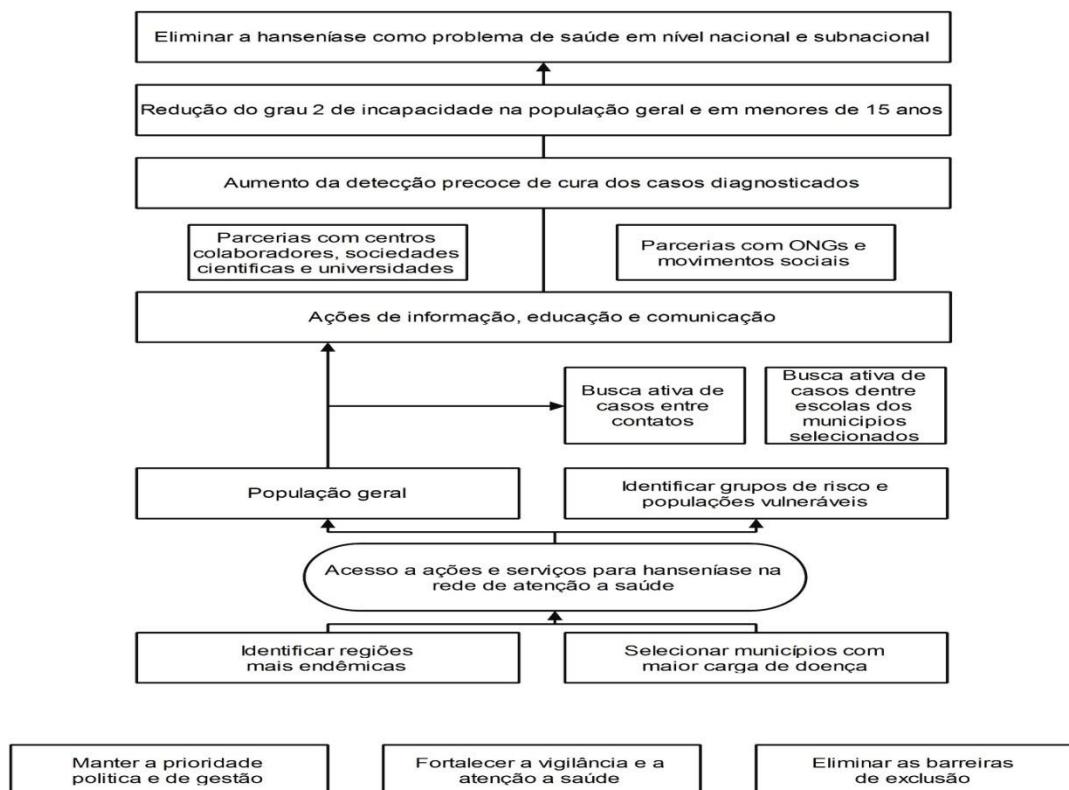 Eliminar a hanseníase como problema de saúde em nível nacional e subnacional
Redução do grau 2 de incapacidade na população geral e em menores de 15 anos
Aumento da detecção precoce de cura dos casos diagnosticados
Parcerias com centros
colaboradores, sociedades
cientificas e universidades
Parcerias com ONGs e
movimentos sociais
Ações de informação, educação e comunicação
Busca ativa de
casos entre
contatos
Busca ativa de
casos dentre
escolas dos
municipios
selecionados
População geral
Identificar grupos de risco e
populações vulneráveis
Acesso a ações e serviços para hanseníase na
rede de atenção a saúde
Identificar regiões
mais endêmicas
Selecionar municípios com
maior carga de doença
Manter a prioridade
politica e de gestão
Fortalecer a vigilância e a
atenção a saúde
Eliminar as barreiras
de exclusão